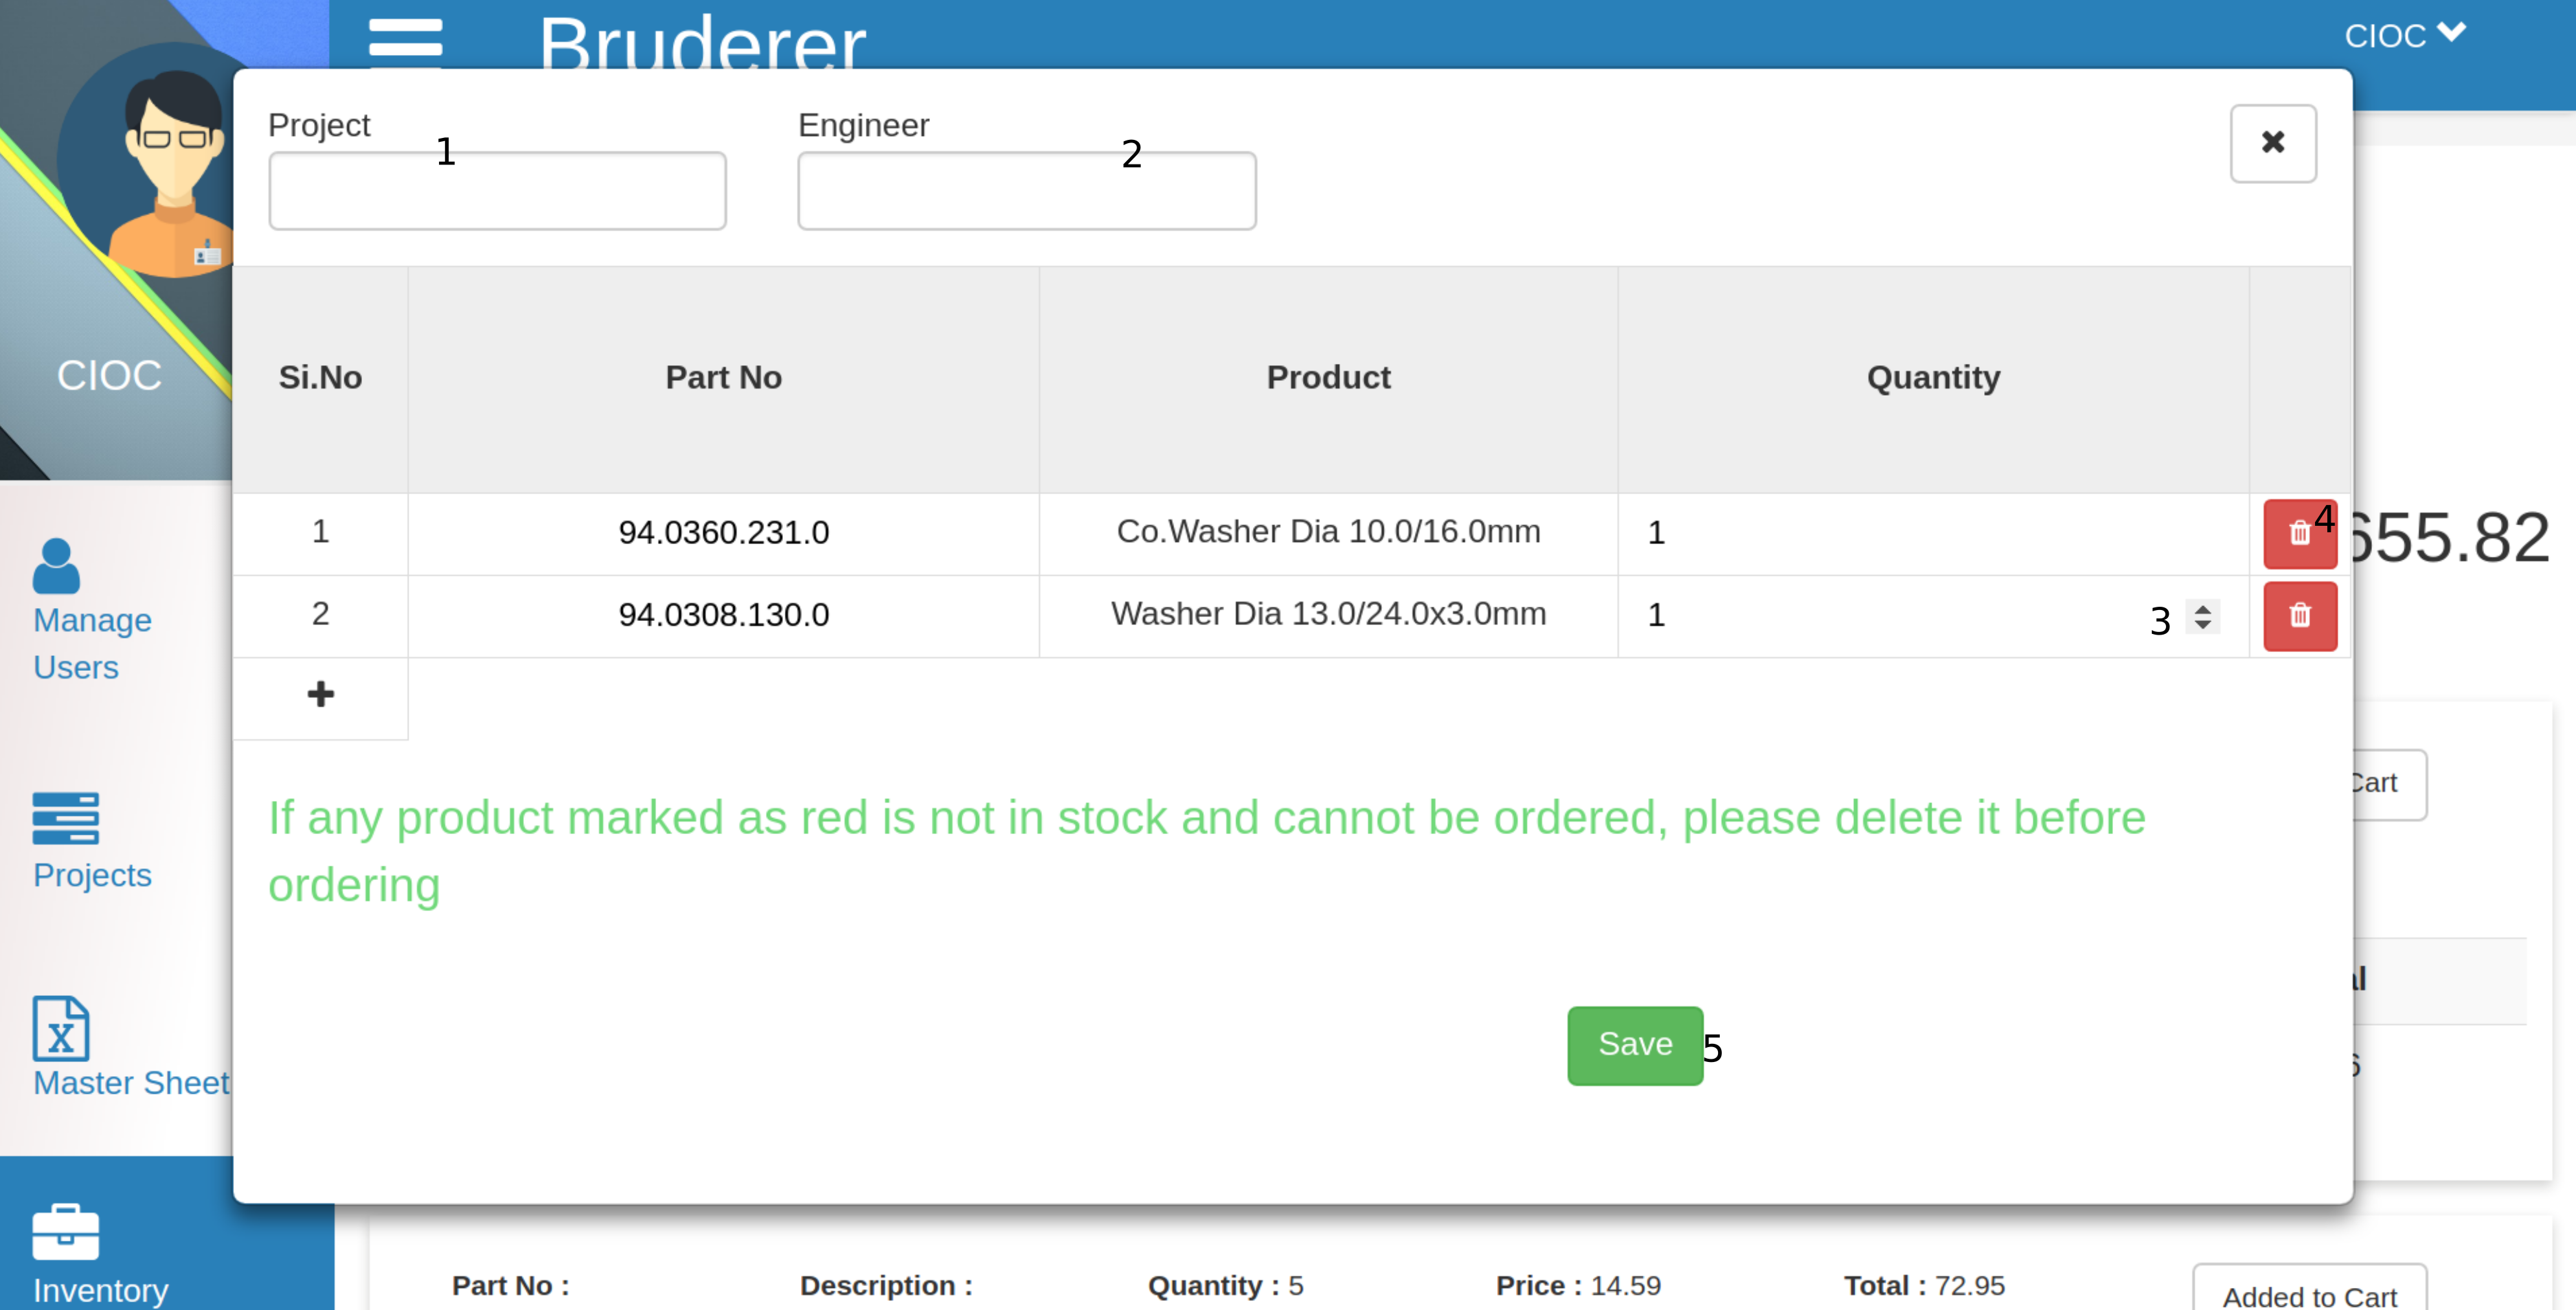 Bruderer
CIOC
Project
1
Engineer
2
CIOC
Si.No
Part No
Product
Quantity
1
94.0360.231.0
Co.Washer Dia 10.0/16.0mm
1
4
655.82
2
94.0308.130.0
Washer Dia 13.0/24.0x3.0mm
1
3
Manage
Users
Cart
If any product marked as red is not in stock and cannot be ordered, please delete it before
ordering
Projects
Save
5
Master Sheet
Inventory
Part No :
Description :
Quantity : 5
Price : 14.59
Total : 72.95
Added to Cart